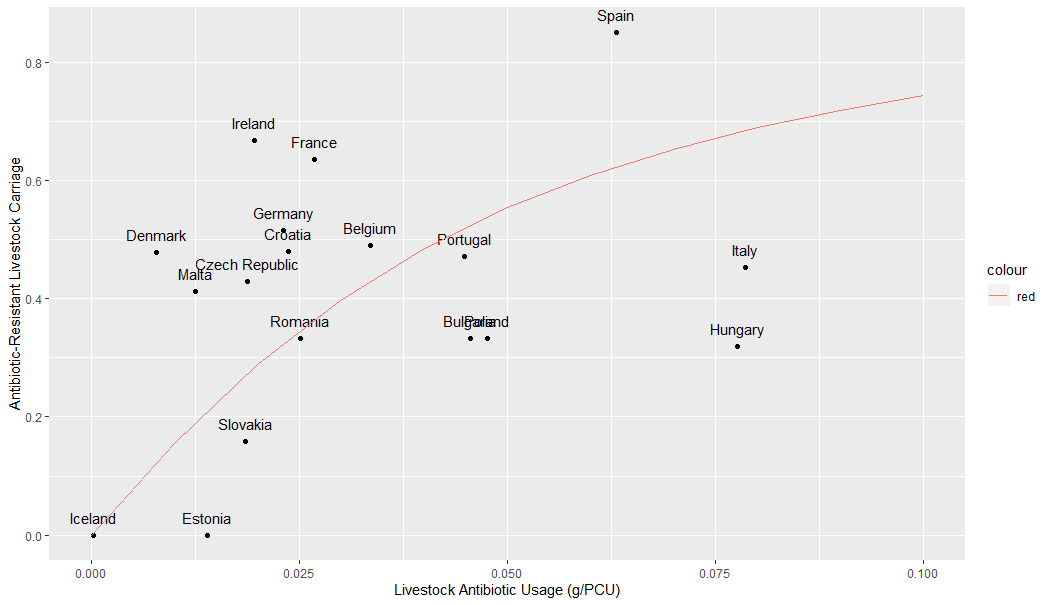 Spain
0.8
Ireland
France
0.6
Germany
Denmark
Croatia
Belgium
Portugal
Malta
Czech Republic
Italy
0.4
Romania
Bulgaria
Poland
Hungary
Slovakia
0.2
Iceland
Estonia
0.0
0.000
0.025
0.050
0.075
0.100
Livestock Antibiotic Usage (g/PCU)
Antibiotic-Resistant Livestock Carriage
colour
red